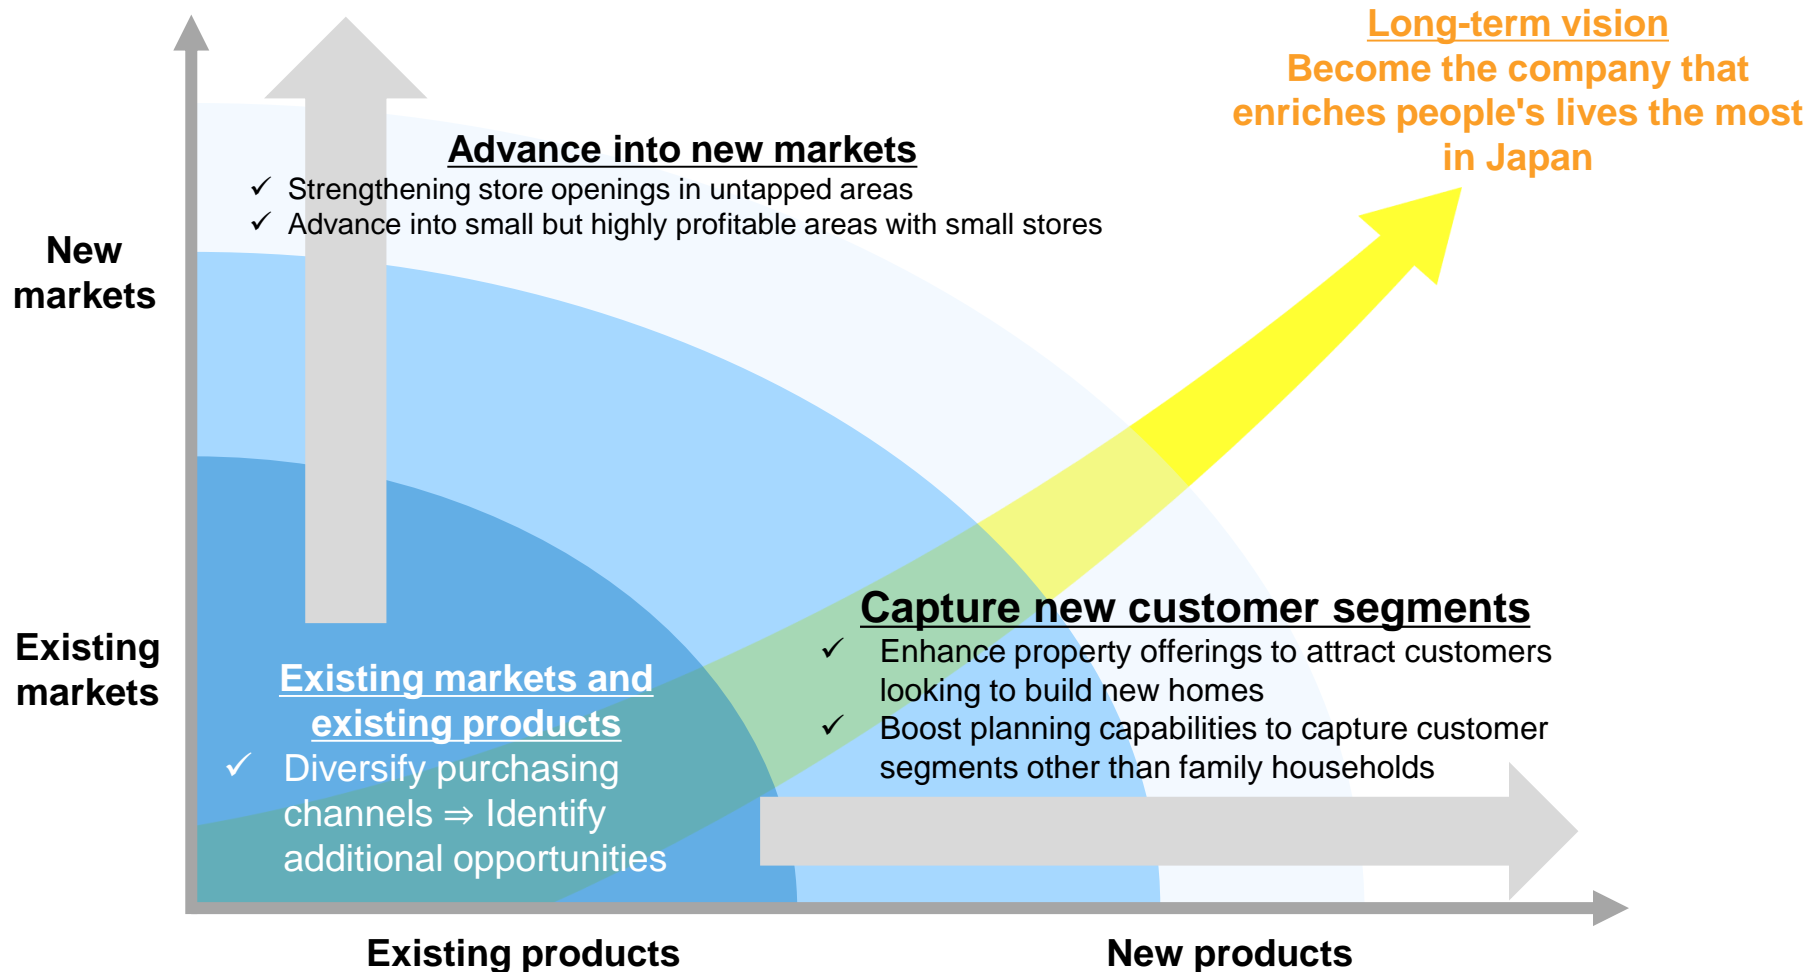 Long-term vision
Become the company that
enriches people's lives the most
in Japan
Advance into new markets
✓ Strengthening store openings in untapped areas
✓ Advance into small but highly profitable areas with small stores
New
markets
Existing
markets
Existing markets and
existing products
✓ Diversify purchasing
channels ⇒ Identify
additional opportunities
Capture new customer segments
✓ Enhance property offerings to attract customers
looking to build new homes
✓ Boost planning capabilities to capture customer
segments other than family households
Existing products
New products